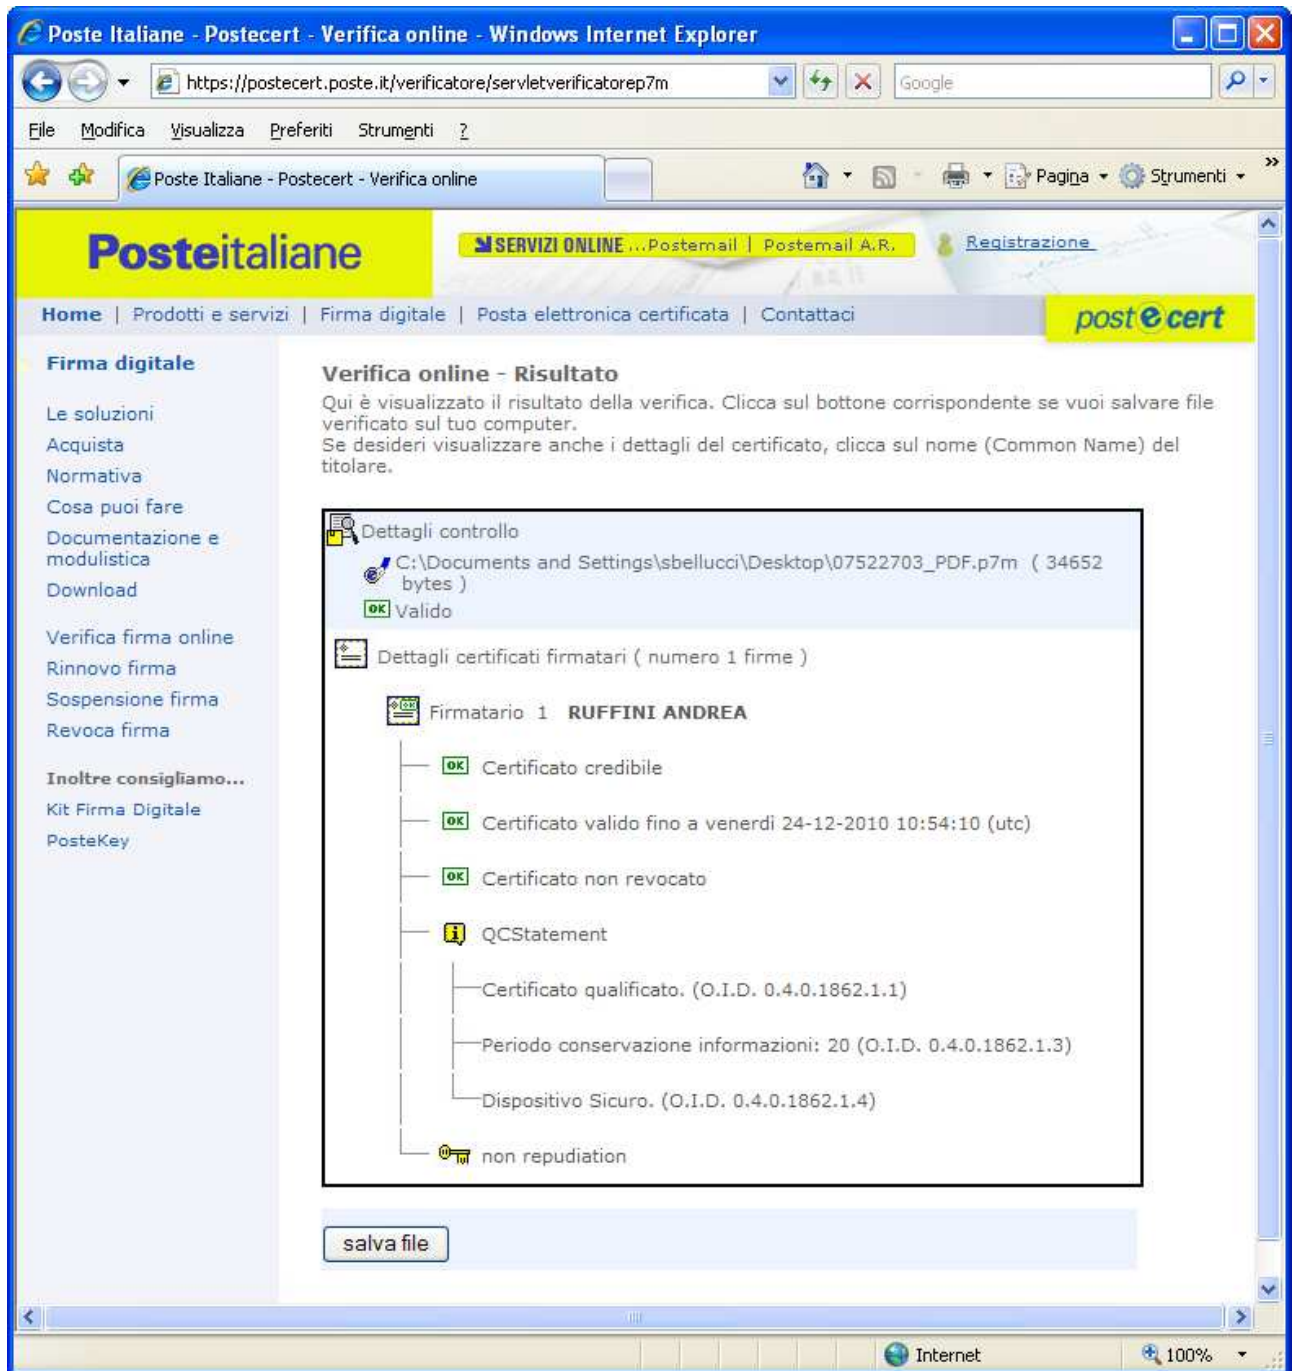 Poste Italiane - Postecert - Verifica online - Windows Internet Explorer
https://postecert.poste.it/verificatore/servletverificatorep7m
Google
File Modifica Visualizza Preferiti Strumenti ?
Poste Italiane - Postecert - Verifica online
Pagina Strumenti »
Posteitaliane
SERVIZI ONLINE ...Postemail | Postemail A.R.
Registrazione
Home | Prodotti e servizi | Firma digitale | Posta elettronica certificata | Contattaci
postecert
Firma digitale
Le soluzioni
Acquista
Normativa
Cosa puoi fare
Documentazione e
modulistica
Download
Verifica firma online
Rinnovo firma
Sospensione firma
Revoca firma
Inoltre consigliamo...
Kit Firma Digitale
PosteKey
Verifica online - Risultato
Qui è visualizzato il risultato della verifica. Clicca sul bottone corrispondente se vuoi salvare file
verificato sul tuo computer.
Se desideri visualizzare anche i dettagli del certificato, clicca sul nome (Common Name) del
titolare.
Dettagli controllo
C:\Documents and Settings\sbellucci\Desktop\07522703_PDF.p7m ( 34652
bytes )
OK Valido
Dettagli certificati firmatari ( numero 1 firme )
Firmatario 1 RUFFINI ANDREA
OK Certificato credibile
OK Certificato valido fino a venerdì 24-12-2010 10:54:10 (utc)
OK Certificato non revocato
QCStatement
Certificato qualificato. (O.I.D. 0.4.0.1862.1.1)
Periodo conservazione informazioni: 20 (O.I.D. 0.4.0.1862.1.3)
Dispositivo Sicuro. (O.I.D. 0.4.0.1862.1.4)
non repudiation
salva file
Internet
100%